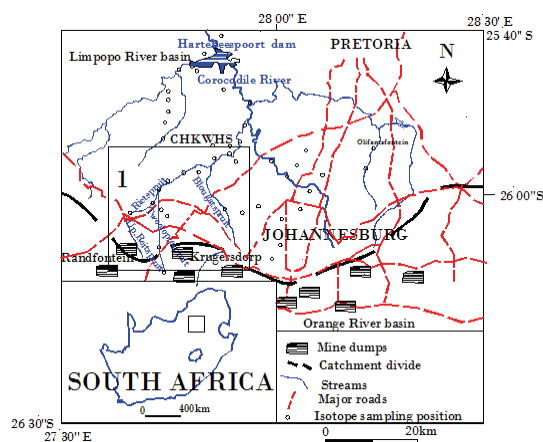 28 00" E
28 30' E
25 40" S
Hartebeespoort dam
PRETORIA
Limpopo River basin
N
Corocodile River
Olifantsfontein
CHKWHS
1
26 00"S
Rietspruit
Blougatspruit
JOHANNESBURG
Randfontein
Krugersdorp
Orange River basin
Mine dumps
Catchment divide
SOUTH AFRICA
Streams
Major roads
0 400km
Isotope sampling position
26 30"S
27 30" E
0 20km